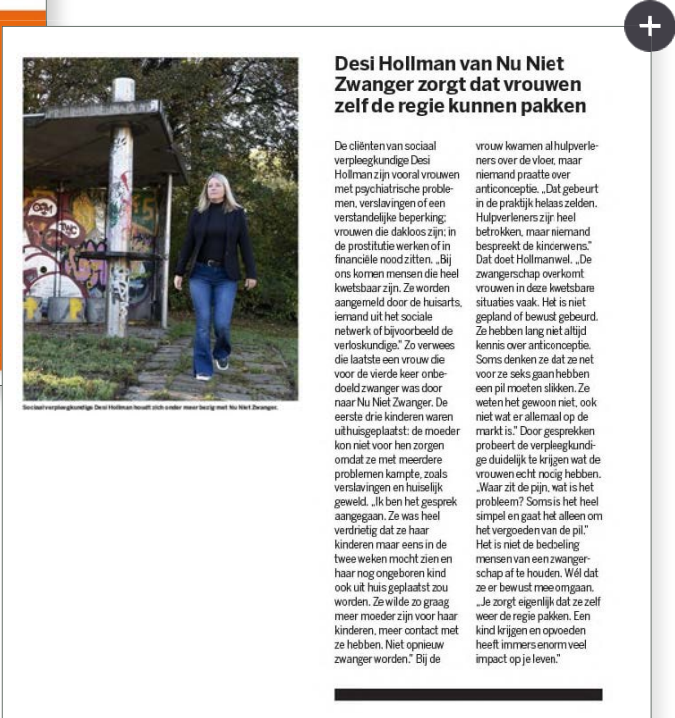 Desi Hollman van Nu Niet
Zwanger zorgt dat vrouwen
zelf de regie kunnen pakken
De cliënten van sociaal
verpleegkundige Desi
Hollman zijn vooral vrouwen
met psychiatrische proble-
men, verslavingen of een
verstandelijke beperking;
vrouwen die dakloos zijn; in
de prostitutie werken of in
financiële nood zitten. „Bij
ons komen mensen die heel
kwetsbaar zijn. Ze worden
aangemeld door de huisarts,
iemand uit het sociale
netwerk of bijvoorbeeld de
verloskundige.” Zo verwees
die laatste een vrouw die
voor de vierde keer onbe-
doeld zwanger was door
naar Nu Niet Zwanger. De
eerste drie kinderen waren
uithuisgeplaatst: de moeder
kon niet voor hen zorgen
omdat ze met meerdere
problemen kampte, zoals
verslavingen en huiselijk
geweld. „Ik ben het gesprek
aangegaan. Ze was heel
verdrietig dat ze haar
kinderen maar eens in de
twee weken mocht zien en
haar nog ongeboren kind
ook uit huis geplaatst zou
worden. Ze wilde zo graag
meer moeder zijn voor haar
kinderen, meer contact met
ze hebben. Niet opnieuw
zwanger worden.” Bij de
vrouw kwamen al hulpverle-
ners over de vloer, maar
niemand praatte over
anticonceptie. „Dat gebeurt
in de praktijk helaas zelden.
Hulpverleners zijn heel
betrokken, maar niemand
bespreekt de kinderwens.”
Dat doet Hollman wel. „De
zwangerschap overkomt
vrouwen in deze kwetsbare
situaties vaak. Het is niet
gepland of bewust gebeurd.
Ze hebben lang niet altijd
kennis over anticonceptie.
Soms denken ze dat ze net
voor ze seks gaan hebben
een pil moeten slikken. Ze
weten het gewoon niet, ook
niet wat er allemaal op de
markt is.” Door gesprekken
probeert de verpleegkundi-
ge duidelijk te krijgen wat de
vrouwen echt nodig hebben.
„Waar zit de pijn, wat is het
probleem? Soms is het heel
simpel en gaat het alleen om
het vergoeden van de pil.”
Het is niet de bedoeling
mensen van een zwanger-
schap af te houden. Wél dat
ze er bewust mee omgaan.
„Je zorgt eigenlijk dat ze zelf
weer de regie pakken. Een
kind krijgen en opvoeden
heeft immers enorm veel
impact op je leven.”
Sociaal verpleegkundige Desi Hollman houdt zich onder meer bezig met Nu Niet Zwanger.